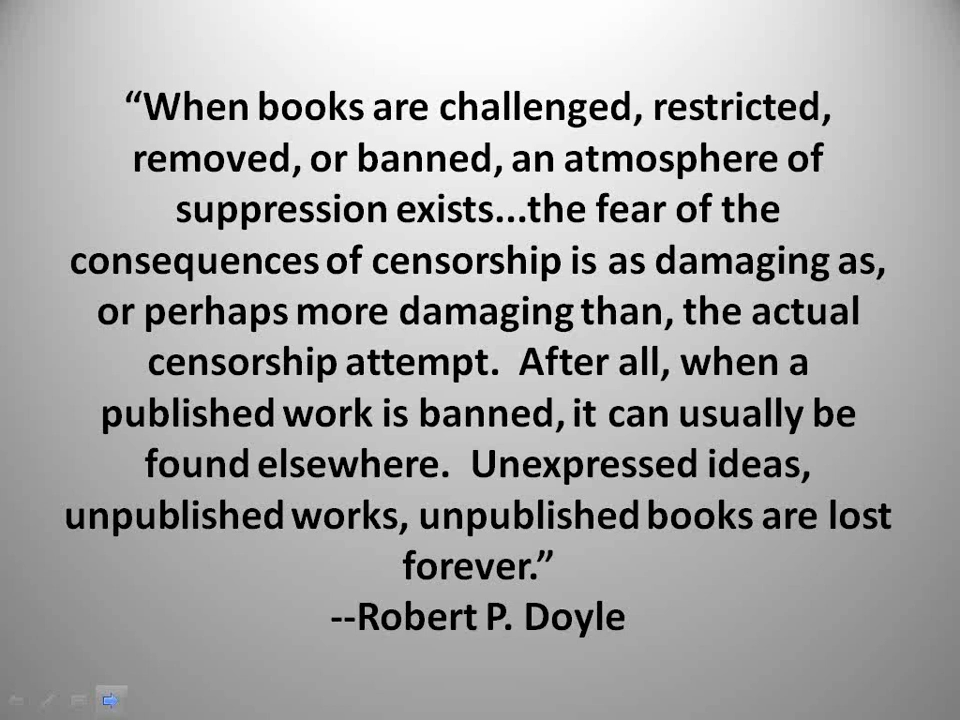 “When books are challenged, restricted,
removed, or banned, an atmosphere of
suppression exists...the fear of the
consequences of censorship is as damaging as,
or perhaps more damaging than, the actual
censorship attempt.  After all, when a
published work is banned, it can usually be
found elsewhere.  Unexpressed ideas,
unpublished works, unpublished books are lost
forever.”
--Robert P. Doyle